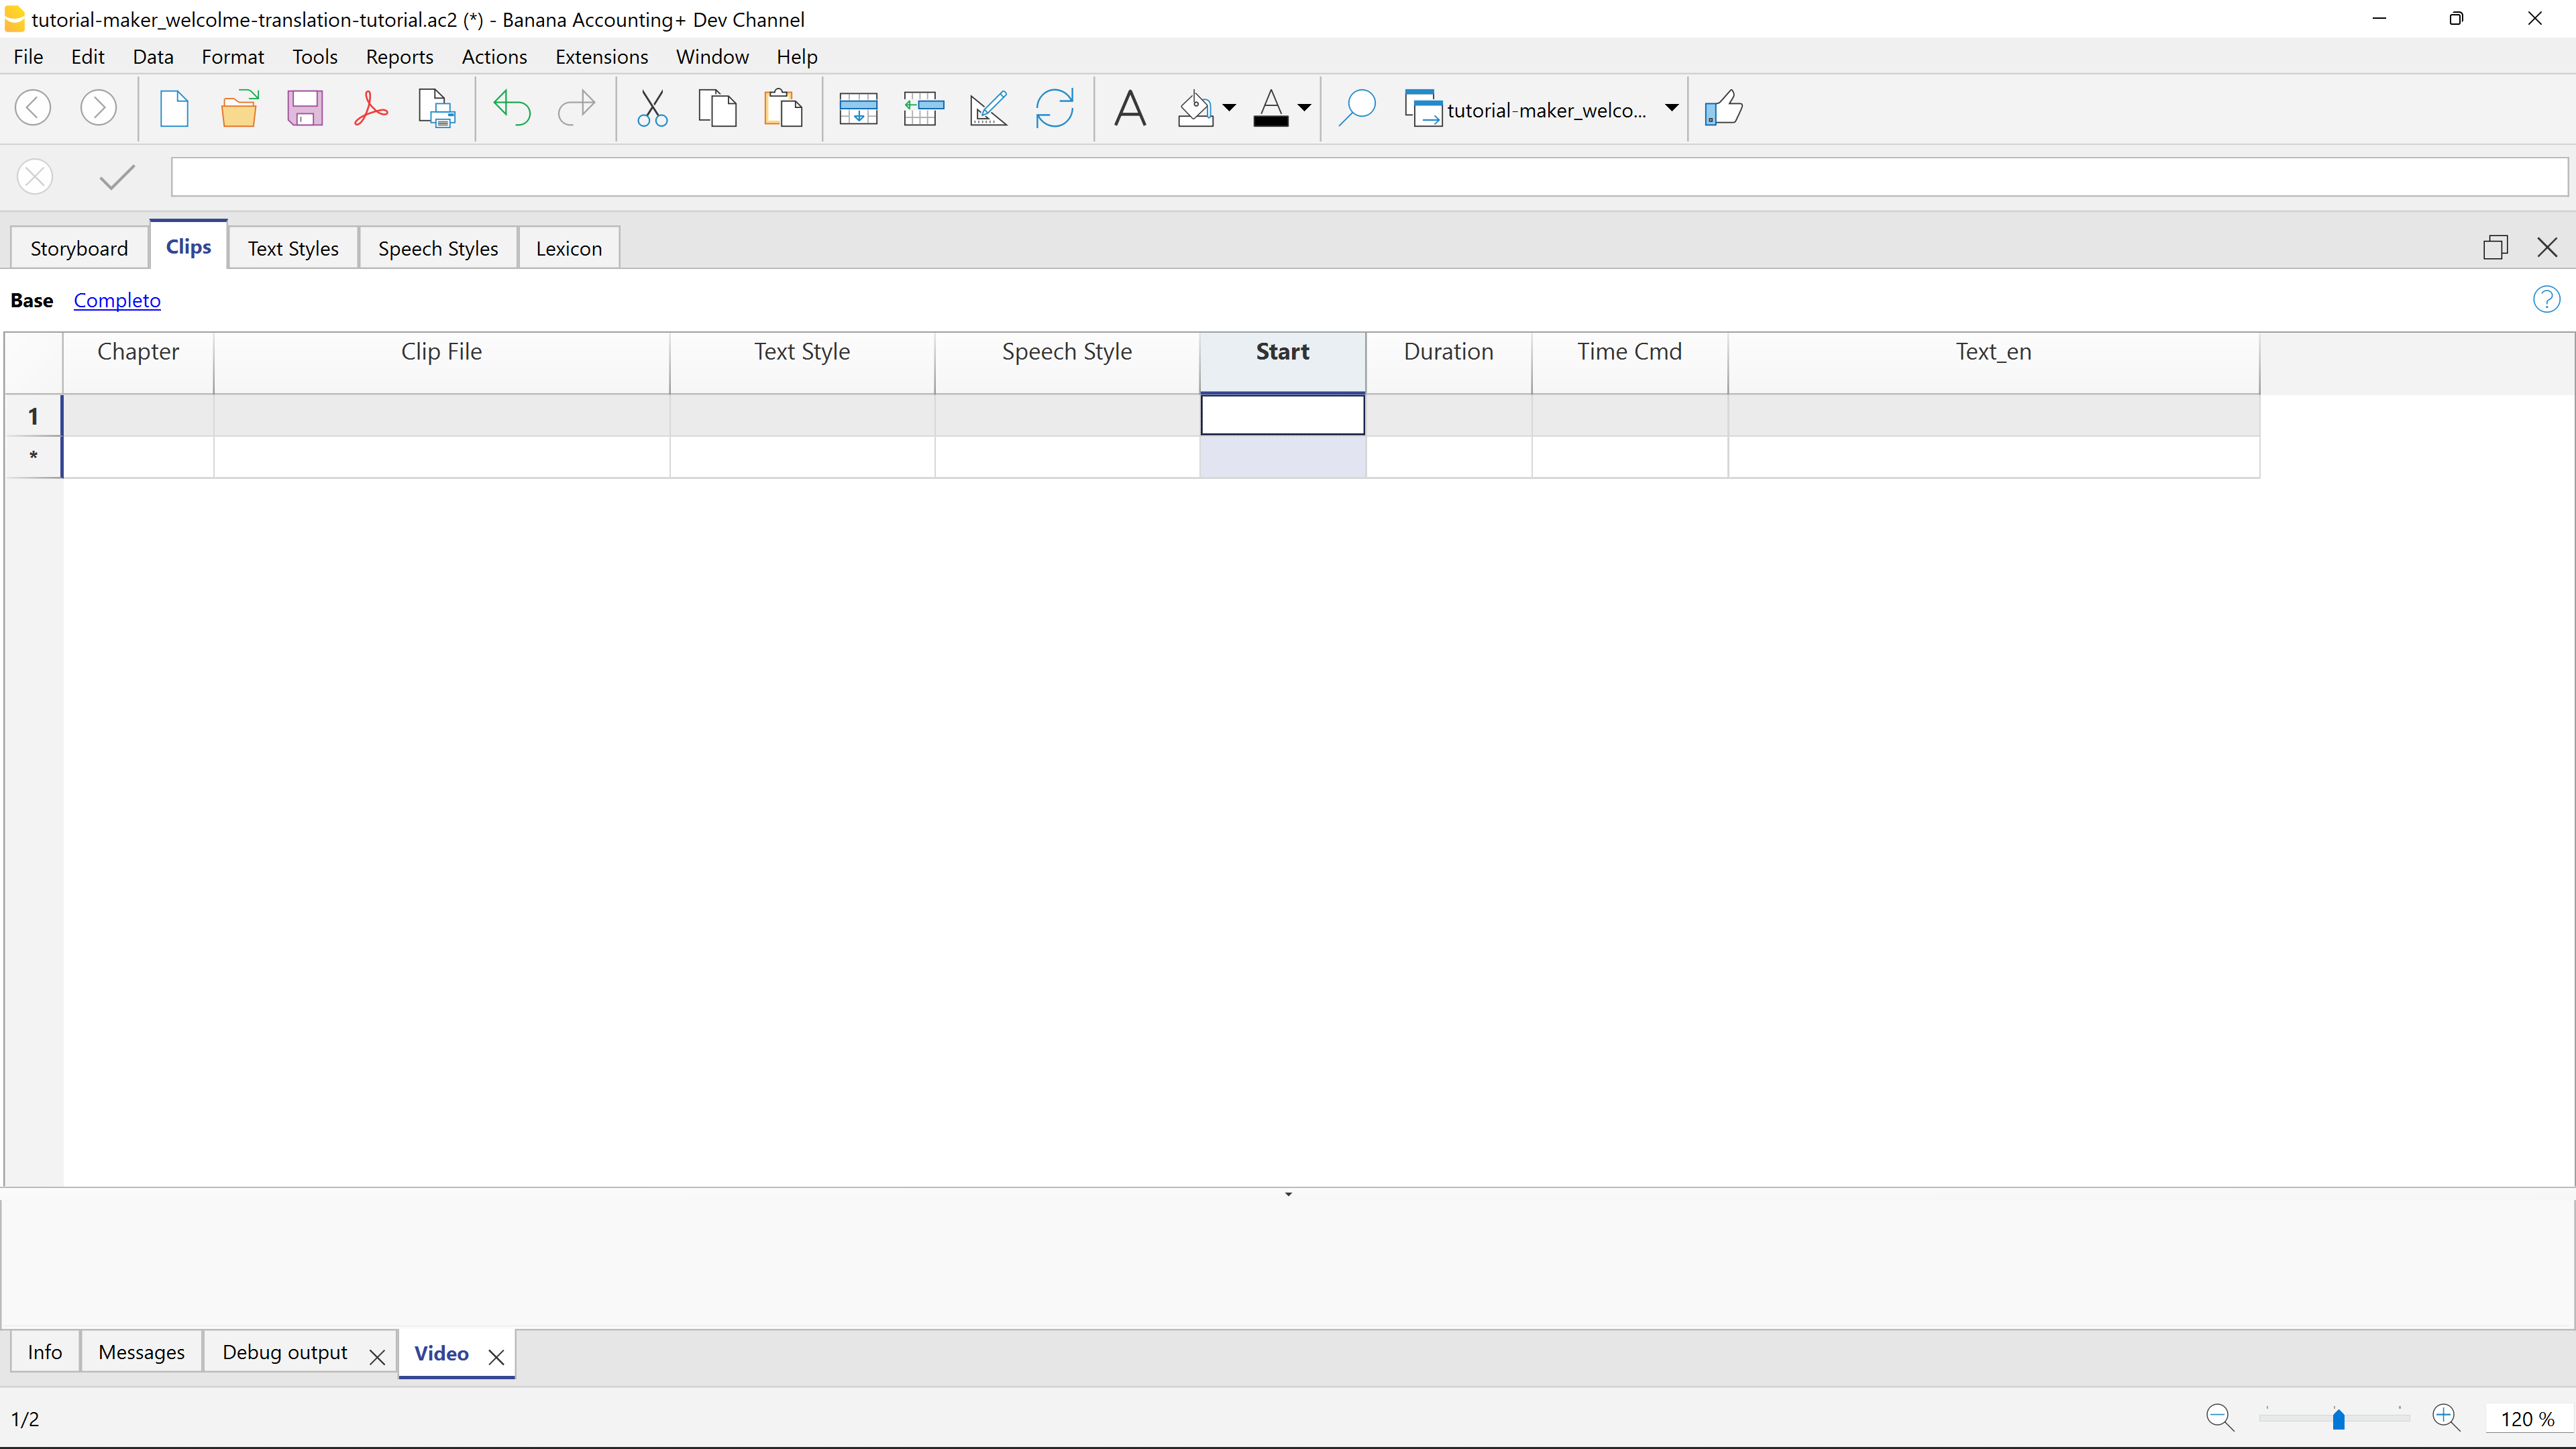 tutorial-maker_welcolme-translation-tutorial.ac2 (*) - Banana Accounting+ Dev Channel
File Edit Data Format Tools Reports Actions Extensions Window Help
tutorial-maker_welco...
Storyboard Clips Text Styles Speech Styles Lexicon
Base Completo
Chapter Clip File Text Style Speech Style Start Duration Time Cmd Text_en
1
*
Info Messages Debug output Video
1/2 120 %